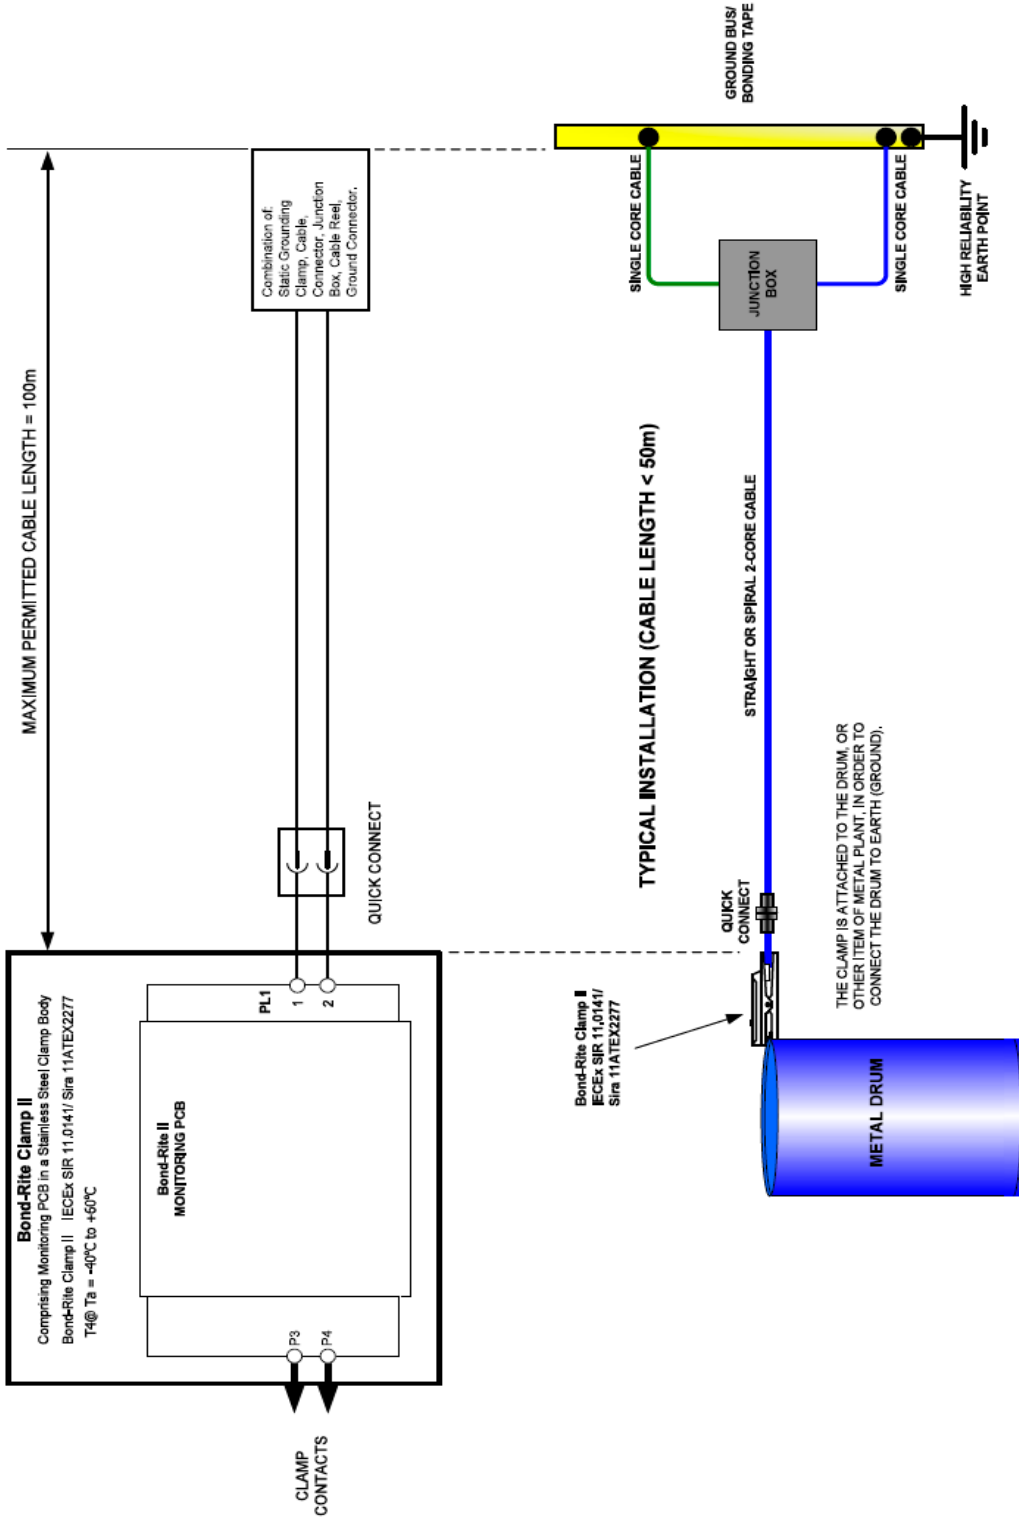 MAXIMUM PERMITTED CABLE LENGTH = 100m
Bond-Rite Clamp II
Comprising Monitoring PCB in a Stainless Steel Clamp Body
Bond-Rite Clamp II   IECEx SIR 11.0141/ Sira 11ATEX2277
T4@ Ta = -40°C to +60°C
Bond-Rite II
MONITORING PCB
P3
P4
CLAMP
CONTACTS
PL1
1
2
QUICK CONNECT
Combination of:
Static Grounding
Clamp, Cable,
Connector, Junction
Box, Cable Reel,
Ground Connector,
TYPICAL INSTALLATION (CABLE LENGTH < 50m)
Bond-Rite Clamp II
IECEx SIR 11.0141/
Sira 11ATEX2277
QUICK
CONNECT
STRAIGHT OR SPIRAL 2-CORE CABLE
JUNCTION
BOX
SINGLE CORE CABLE
SINGLE CORE CABLE
GROUND BUS/
BONDING TAPE
HIGH RELIABILITY
EARTH POINT
METAL DRUM
THE CLAMP IS ATTACHED TO THE DRUM, OR
OTHER ITEM OF METAL PLANT, IN ORDER TO
CONNECT THE DRUM TO EARTH (GROUND).